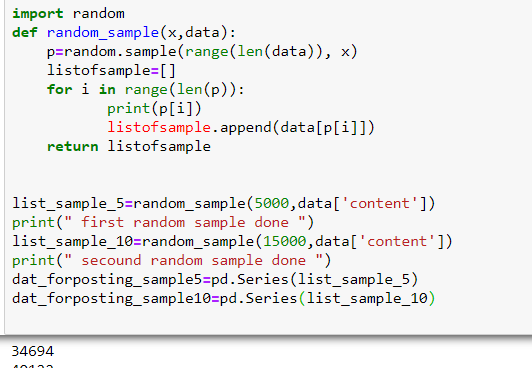 import random
def random_sample(x,data):
    p=random.sample(range(len(data)), x)
    listofsample=[]
    for i in range(len(p)):
          print(p[i])
          listofsample.append(data[p[i]])
    return listofsample
list_sample_5=random_sample(5000,data['content'])
print(" first random sample done ")
list_sample_10=random_sample(15000,data['content'])
print(" secound random sample done ")
dat_forposting_sample5=pd.Series(list_sample_5)
dat_forposting_sample10=pd.Series(list_sample_10)
34694